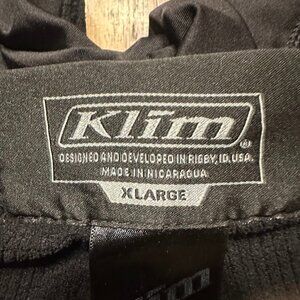 Klim®
DESIGNED AND DEVELOPED IN RIGBY, ID, USA.
MADE IN NICARAGUA
XLARGE